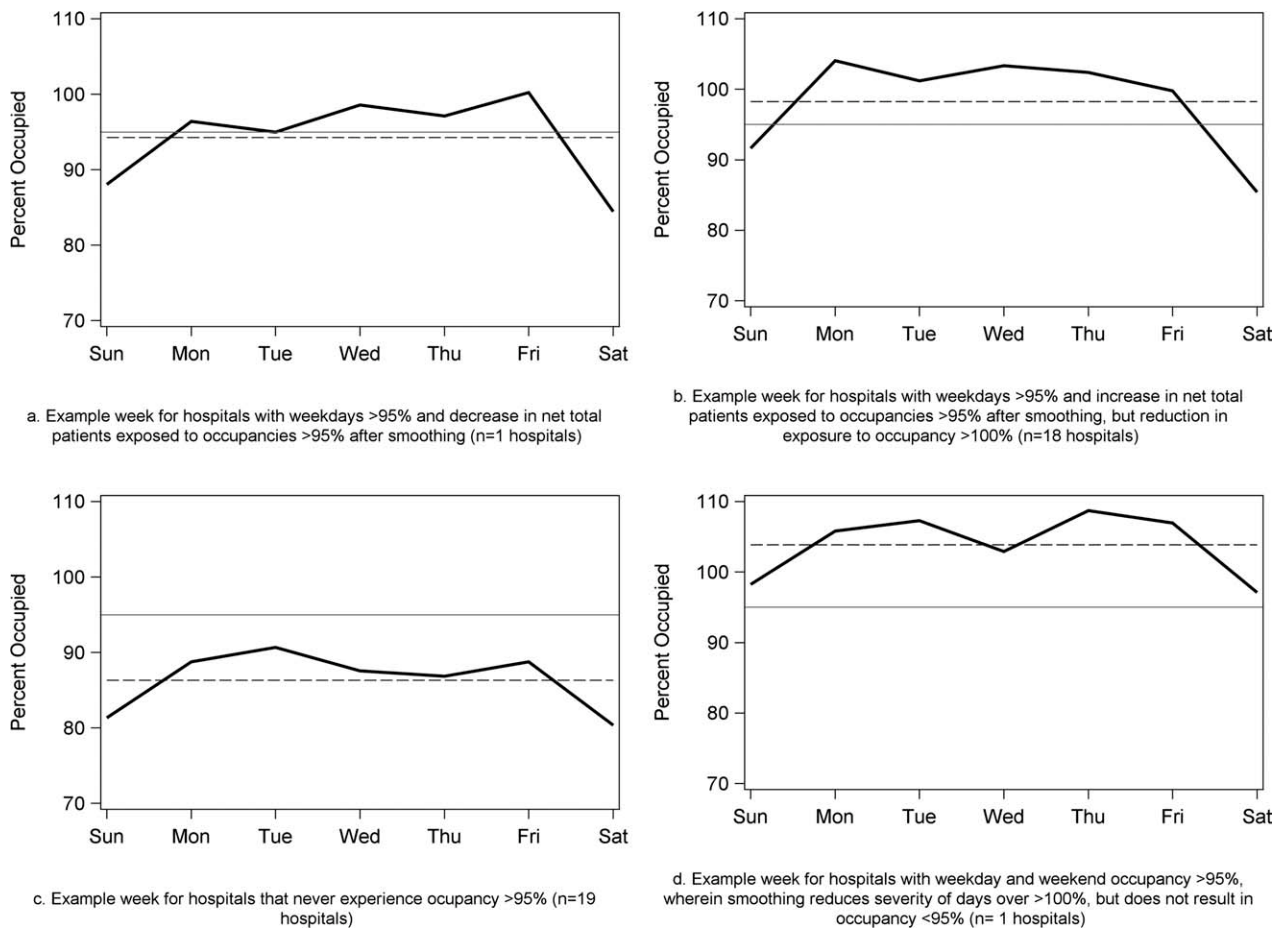 110
100
90
80
70
Percent Occupied
Sun Mon Tue Wed Thu Fri Sat
a. Example week for hospitals with weekdays >95% and decrease in net total
patients exposed to occupancies >95% after smoothing (n=1 hospitals)
110
100
90
80
70
Percent Occupied
Sun Mon Tue Wed Thu Fri Sat
b. Example week for hospitals with weekdays >95% and increase in net total
patients exposed to occupancies >95% after smoothing, but reduction in
exposure to occupancy >100% (n=18 hospitals)
110
100
90
80
70
Percent Occupied
Sun Mon Tue Wed Thu Fri Sat
c. Example week for hospitals that never experience ocupancy >95% (n=19
hospitals)
110
100
90
80
70
Percent Occupied
Sun Mon Tue Wed Thu Fri Sat
d. Example week for hospitals with weekday and weekend occupancy >95%,
wherein smoothing reduces severity of days over >100%, but does not result in
occupancy <95% (n= 1 hospitals)